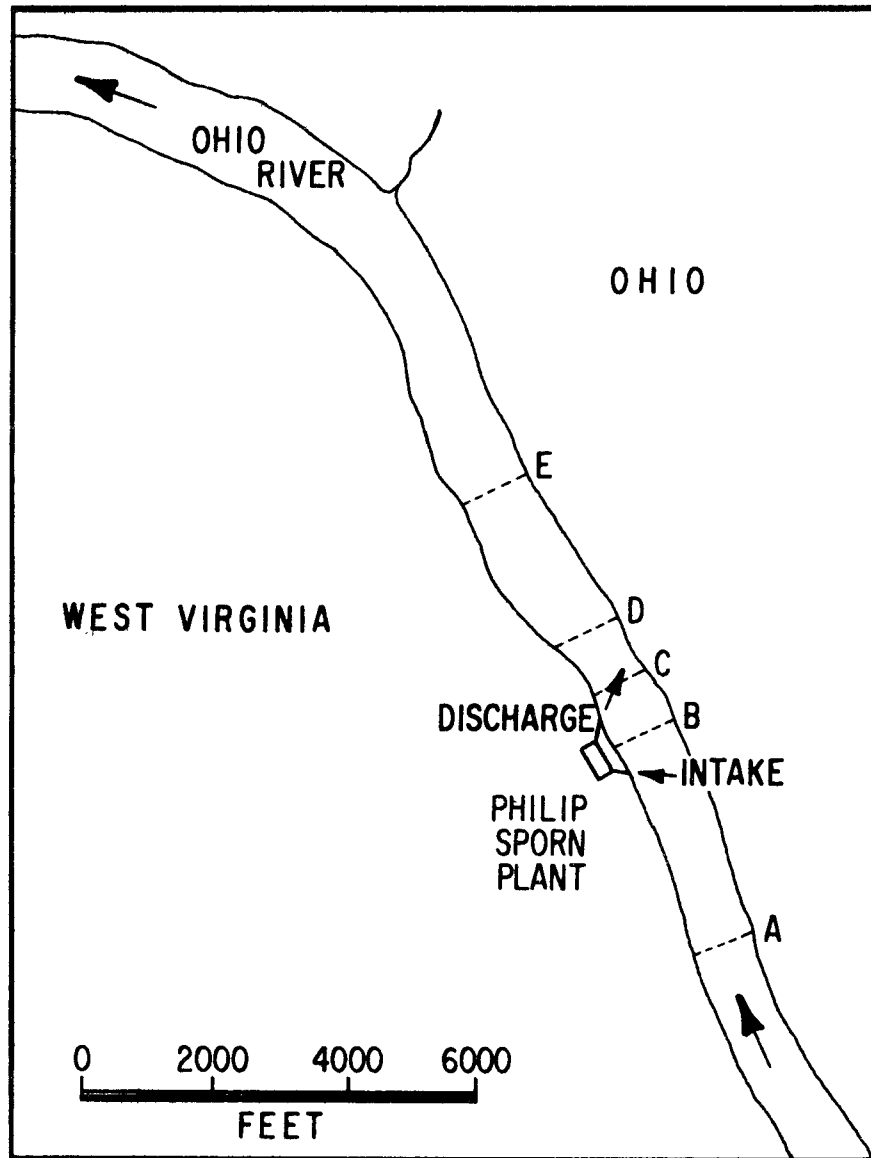 OHIO
RIVER
OHIO
E
WEST VIRGINIA
D
C
DISCHARGE
B
INTAKE
PHILIP
SPORN
PLANT
A
0 2000 4000 6000
FEET